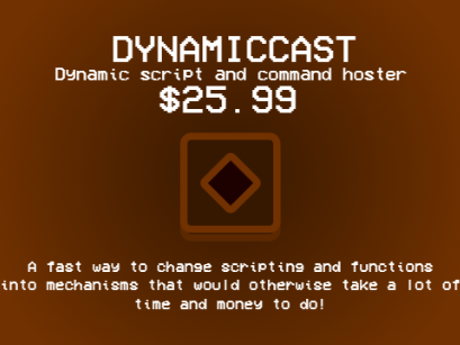 DYNAMICCAST
Dynamic script and command hoster
$25.99
A fast way to change scripting and functions
into mechanisms that would otherwise take a lot of
time and money to do!